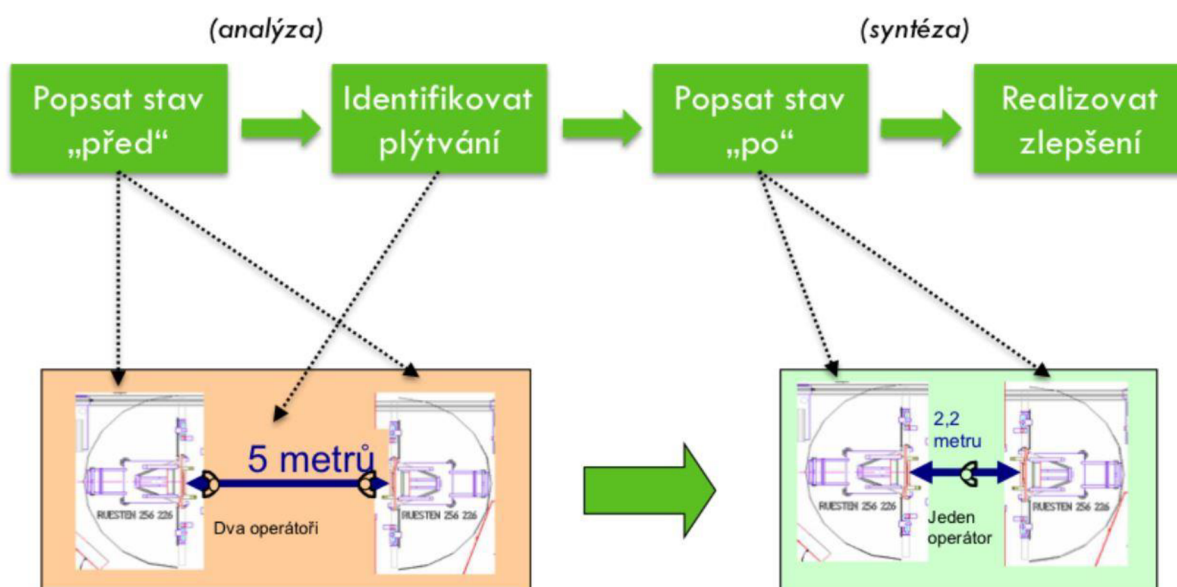 (analýza)
(syntéza)
Popsat stav
„před“
Identifikovat
plýtvání
Popsat stav
„po“
Realizovat
zlepšení
5 metrů
RUESTEN 256 226
RUESTEN 256 226
Dva operátoři
2,2
metru
RUESTEN 256 226
RUESTEN 256 226
Jeden
operátor